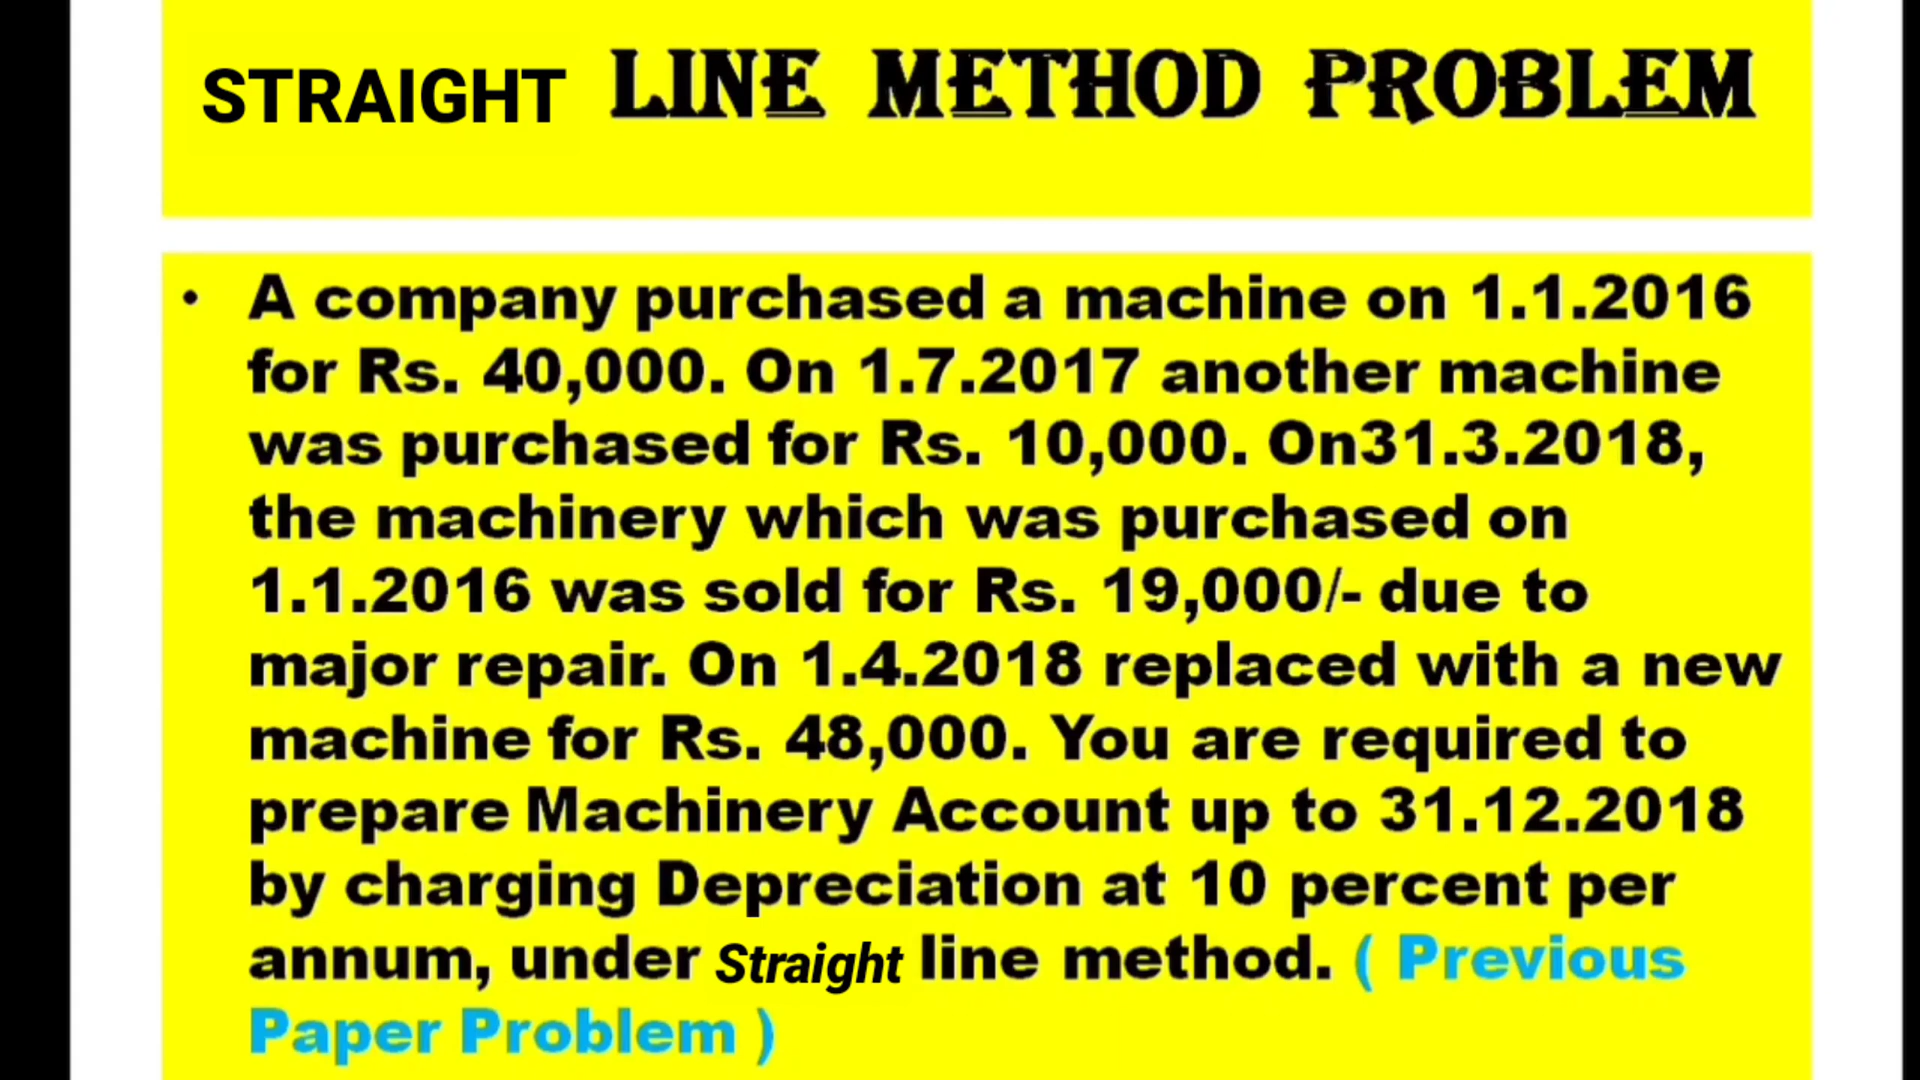 STRAIGHT LINE METHOD PROBLEM
• A company purchased a machine on 1.1.2016
for Rs. 40,000. On 1.7.2017 another machine
was purchased for Rs. 10,000. On31.3.2018,
the machinery which was purchased on
1.1.2016 was sold for Rs. 19,000/- due to
major repair. On 1.4.2018 replaced with a new
machine for Rs. 48,000. You are required to
prepare Machinery Account up to 31.12.2018
by charging Depreciation at 10 percent per
annum, under Straight line method. ( Previous
Paper Problem )